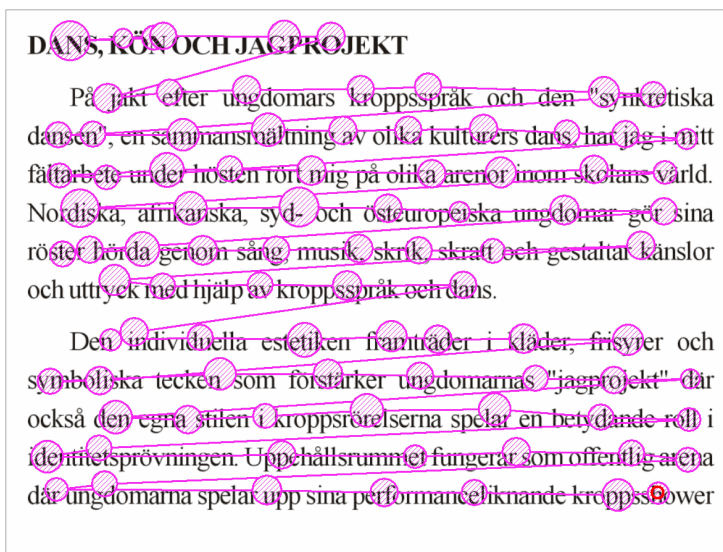 DANS, KÖN OCH JAGPROJEKT
På jakt efter ungdomars kroppsspråk och den "synkretiska
dansen", en sammansmältning av olika kulturers dans, har jag i mitt
fältarbete under hösten rört mig på olika arenor inom skolans värld.
Nordiska, afrikanska, syd- och östeuropeiska ungdomar gör sina
röster hörda genom sång, musik, skrik, skratt och gestaltar känslor
och uttryck med hjälp av kroppsspråk och dans.
Den individuella estetiken framträder i kläder, frisyrer och
symboliska tecken som förstärker ungdomarnas "jagprojekt" där
också den egna stilen i kroppsrörelserna spelar en betydande roll i
identitetsprövningen. Uppehållsrummet fungerar som offentlig arena
där ungdomarna spelar upp sina performanceliknande kroppsshower